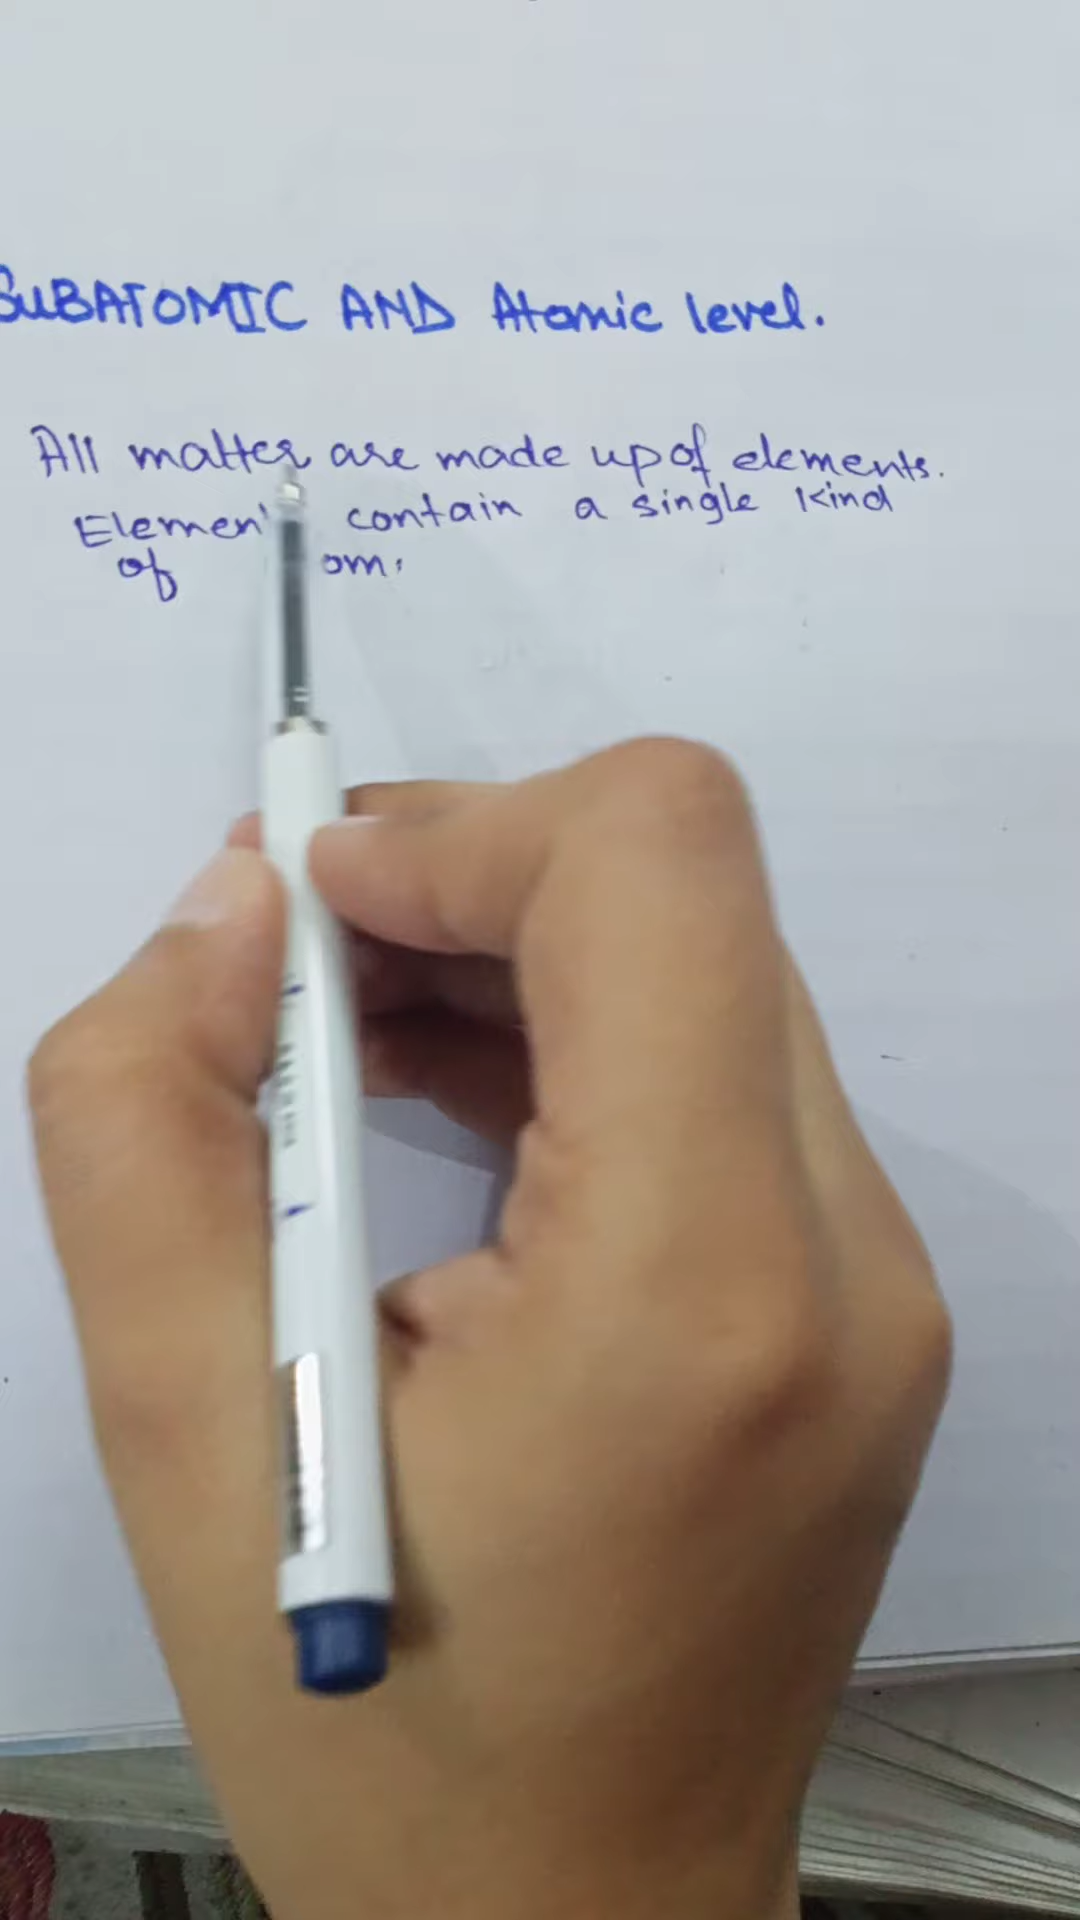 SUBATOMIC AND Atomic level.
All matter are made up of elements.
contain a single kind
of